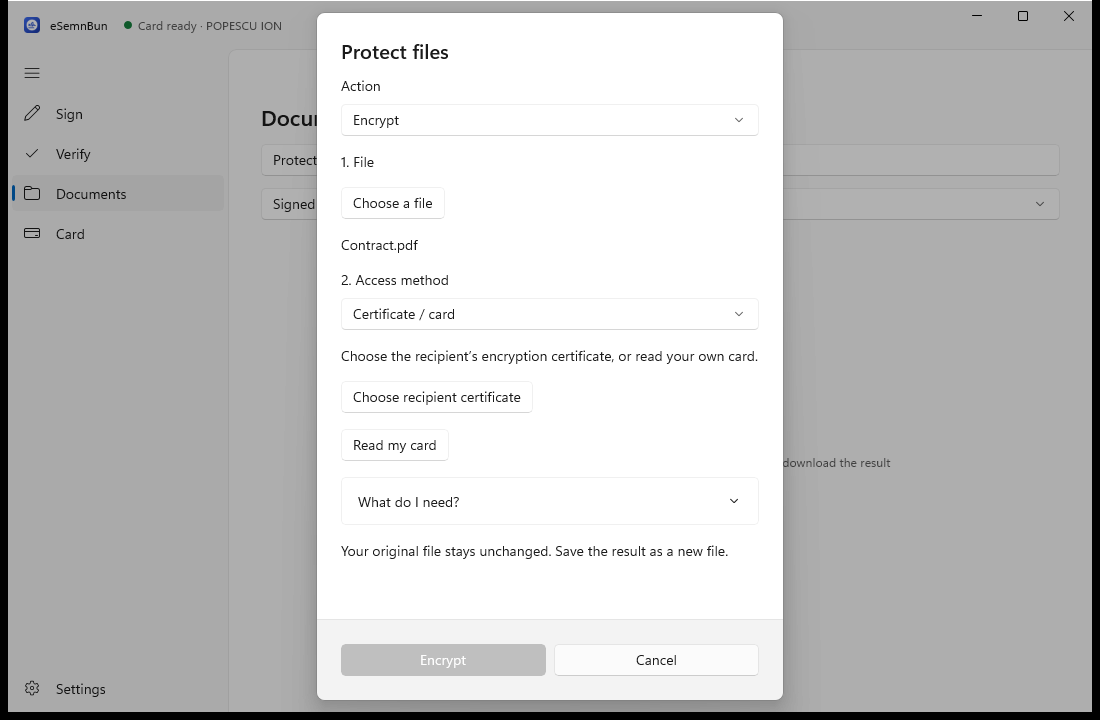 eSemnBun
Card ready · POPESCU ION
Sign
Verify
Documents
Card
Settings
Protect
Signed
download the result
Protect files
Action
Encrypt
1. File
Choose a file
Contract.pdf
2. Access method
Certificate / card
Choose the recipient's encryption certificate, or read your own card.
Choose recipient certificate
Read my card
What do I need?
Your original file stays unchanged. Save the result as a new file.
Encrypt
Cancel